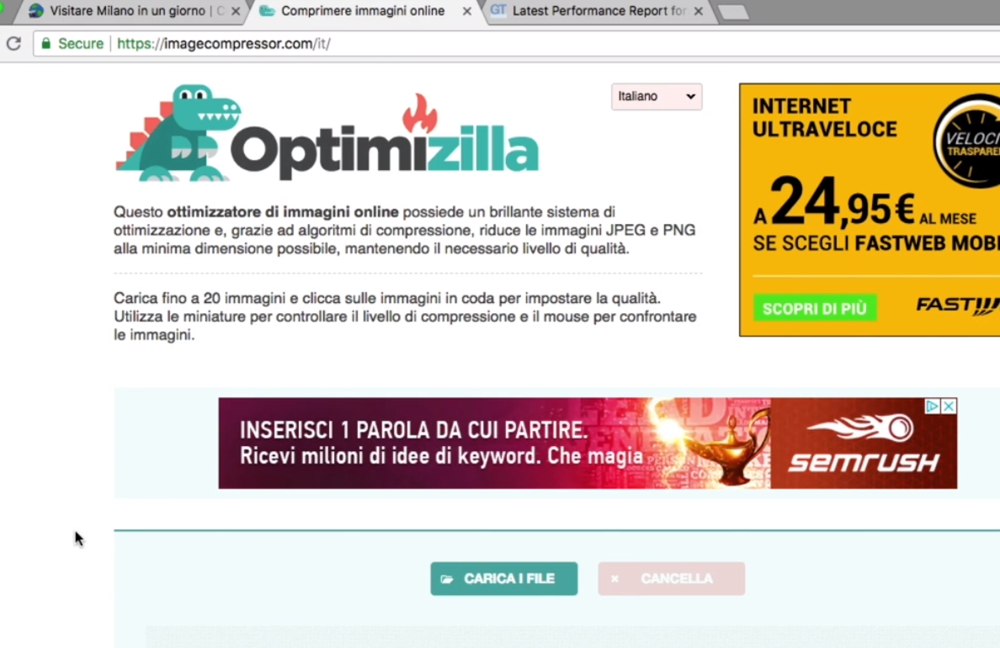 Visitare Milano in un giorno | C
Comprimere immagini online
GT Latest Performance Report for
Secure
https://imagecompressor.com/it/
Optimizilla
Italiano
Questo ottimizzatore di immagini online possiede un brillante sistema di
ottimizzazione e, grazie ad algoritmi di compressione, riduce le immagini JPEG e PNG
alla minima dimensione possibile, mantenendo il necessario livello di qualità.
Carica fino a 20 immagini e clicca sulle immagini in coda per impostare la qualità.
Utilizza le miniature per controllare il livello di compressione e il mouse per confrontare
le immagini.
INTERNET
ULTRAVELOCE
VELOCI
TRASPARE
A 24,95€ AL MESE
SE SCEGLI FASTWEB MOBI
SCOPRI DI PIÙ
FASTW
INSERISCI 1 PAROLA DA CUI PARTIRE.
Ricevi milioni di idee di keyword. Che magia
SEMRUSH
CARICA I FILE
CANCELLA